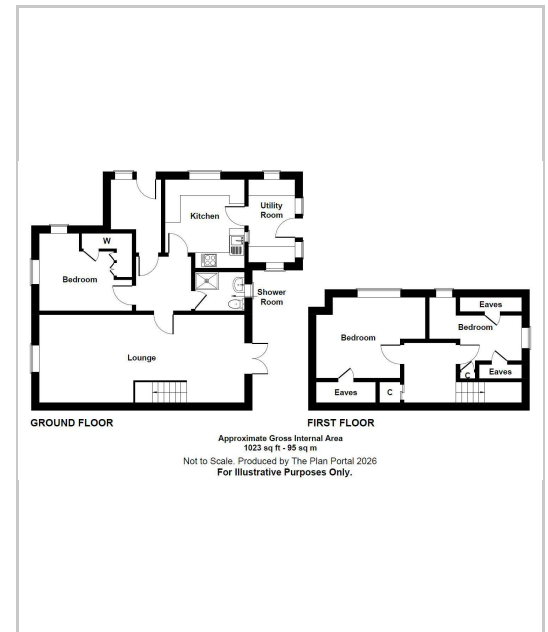 Kitchen
Utility
Room
W
Bedroom
Shower
Room
Lounge
GROUND FLOOR
Eaves
Bedroom
Bedroom
Eaves
C
Eaves
C
FIRST FLOOR
Approximate Gross Internal Area
1023 sq ft - 95 sq m
Not to Scale. Produced by The Plan Portal 2026
For Illustrative Purposes Only.